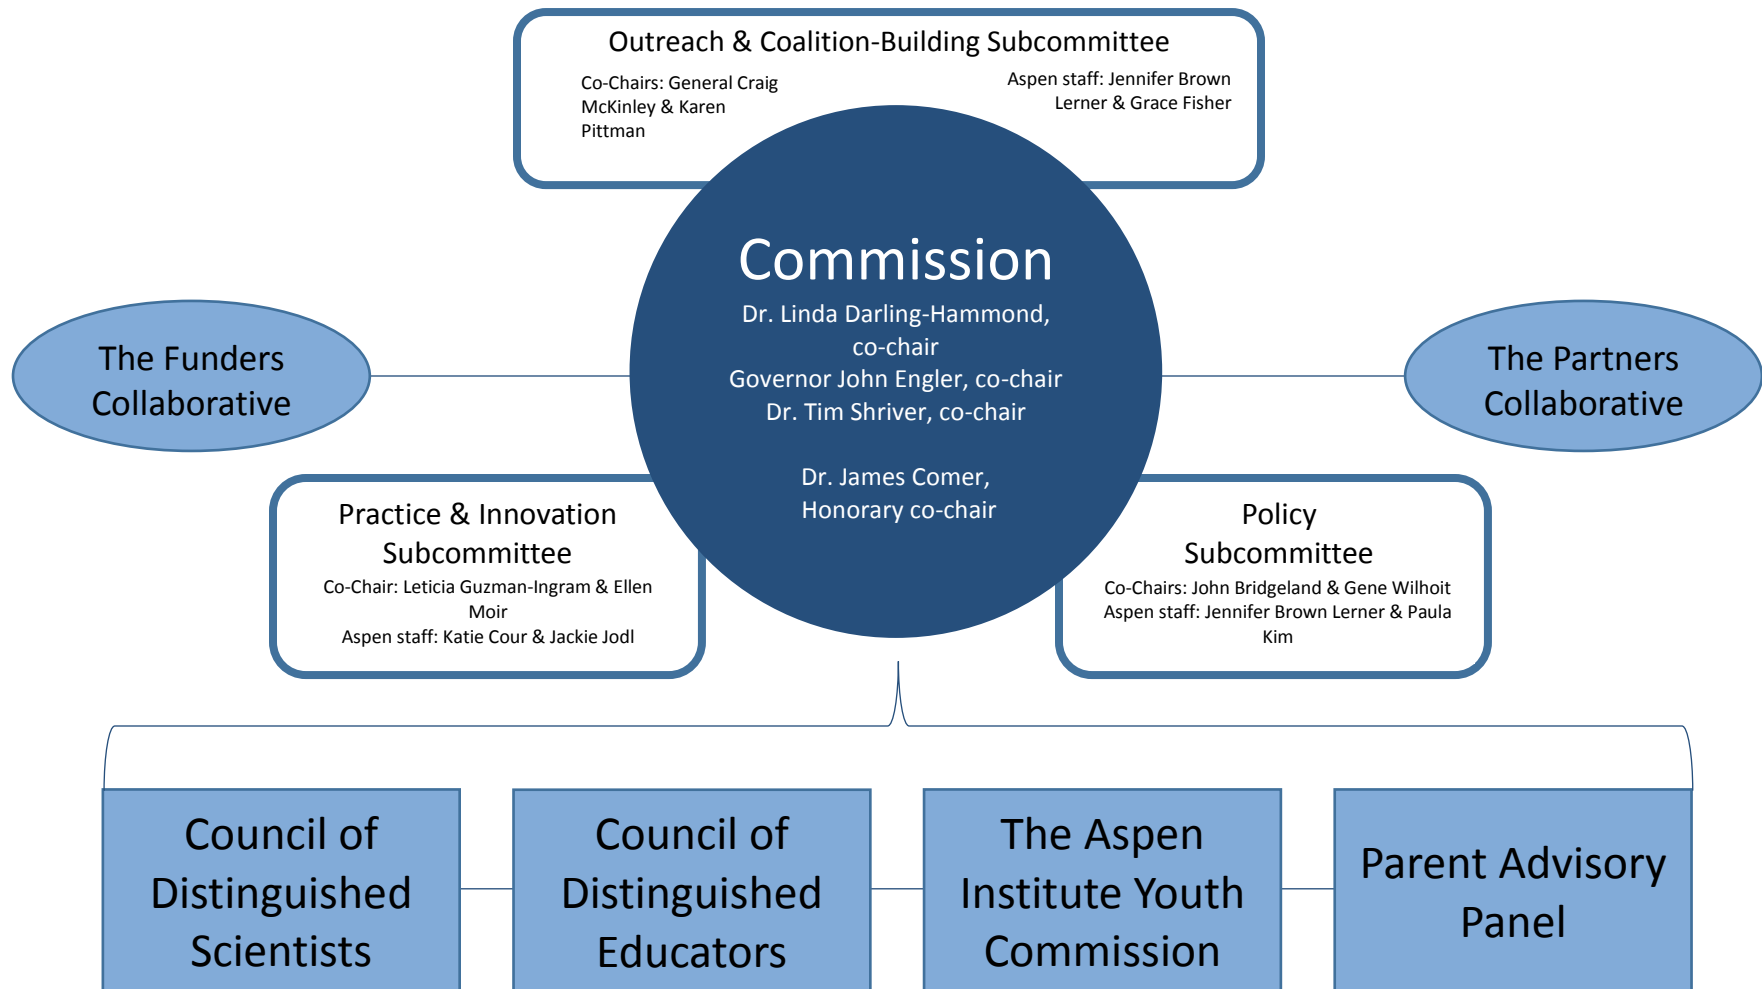 Outreach & Coalition-Building Subcommittee
Co-Chairs: General Craig
McKinley & Karen
Pittman
Aspen staff: Jennifer Brown
Lerner & Grace Fisher
Commission
Dr. Linda Darling-Hammond,
co-chair
Governor John Engler, co-chair
Dr. Tim Shriver, co-chair
Dr. James Comer,
Honorary co-chair
The Funders
Collaborative
The Partners
Collaborative
Practice & Innovation
Subcommittee
Co-Chair: Leticia Guzman-Ingram & Ellen
Moir
Aspen staff: Katie Cour & Jackie Jodl
Policy
Subcommittee
Co-Chairs: John Bridgeland & Gene Wilhoit
Aspen staff: Jennifer Brown Lerner & Paula
Kim
Council of
Distinguished
Scientists
Council of
Distinguished
Educators
The Aspen
Institute Youth
Commission
Parent Advisory
Panel